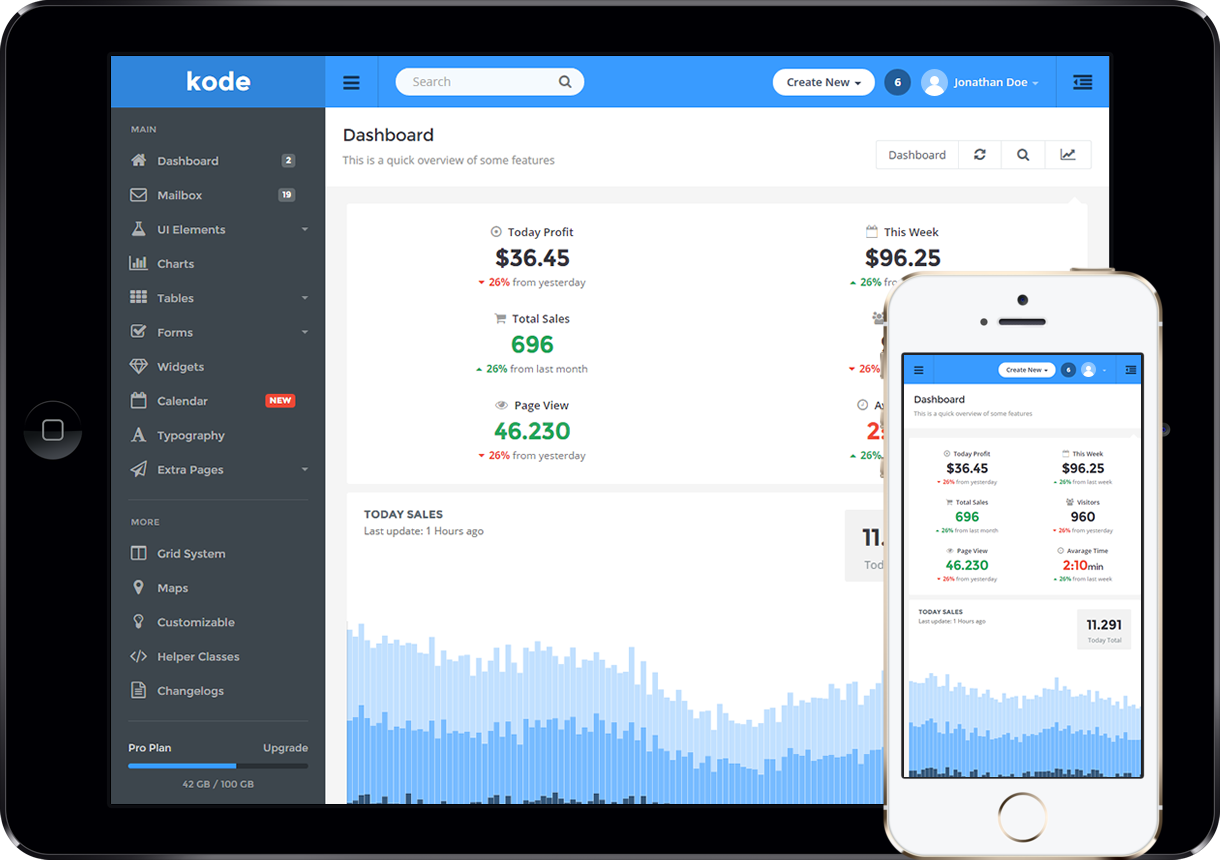 kode
Search
Create New
6
Jonathan Doe
MAIN
Dashboard 2
Mailbox 19
UI Elements
Charts
Tables
Forms
Widgets
Calendar NEW
Typography
Extra Pages
MORE
Grid System
Maps
Customizable
Helper Classes
Changelogs
Pro Plan Upgrade
42 GB / 100 GB
Dashboard
This is a quick overview of some features
Dashboard
Today Profit
$36.45
26% from yesterday
This Week
$96.25
26%
Total Sales
696
26% from last month
26%
Page View
46.230
26% from yesterday
26%
TODAY SALES
Last update: 1 Hours ago
11.
Create New
6
Dashboard
This is a quick overview of some features
Today Profit
$36.45
26% from yesterday
This Week
$96.25
26% from last week
Total Sales
696
26% from last month
Visitors
960
26% from yesterday
Page View
46.230
26% from yesterday
Avarage Time
2:10min
26% from last week
TODAY SALES
Last update: 1 Hours ago
11.291
Today Total